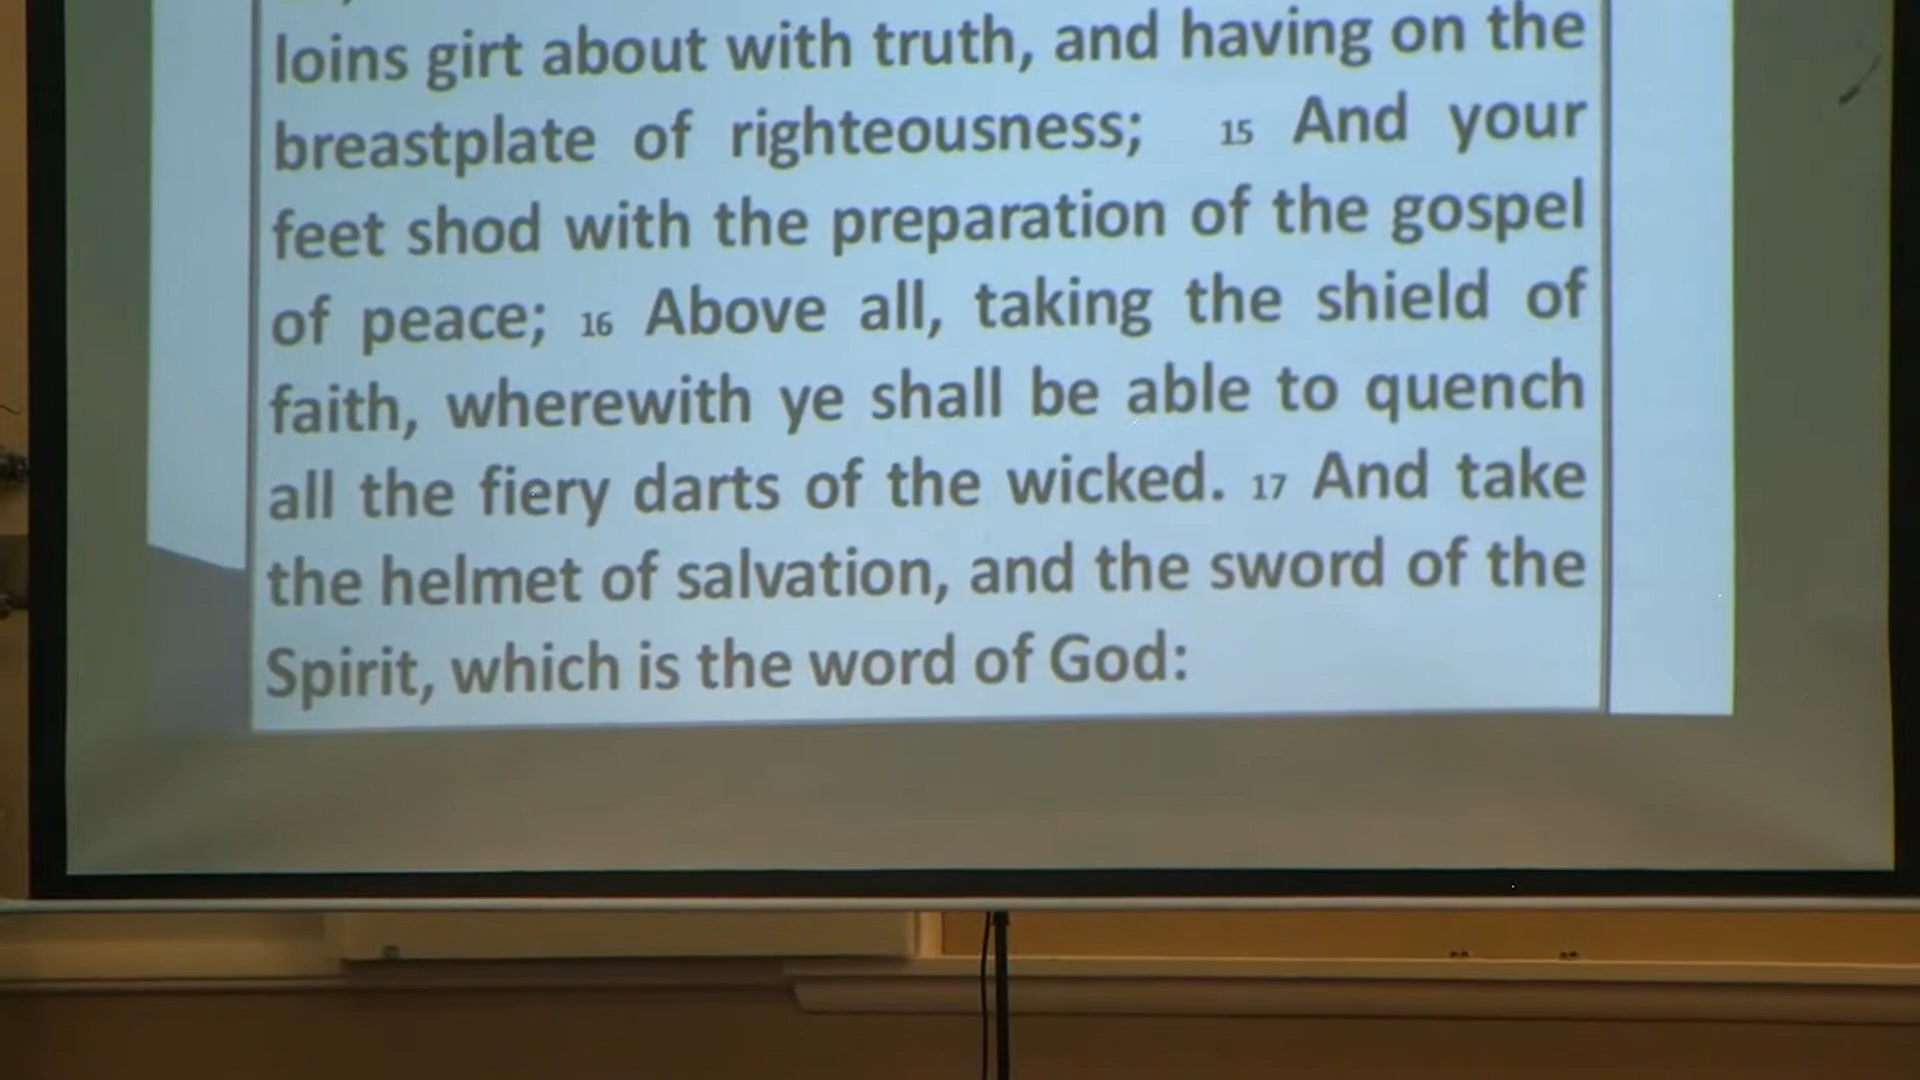 loins girt about with truth, and having on the
breastplate of righteousness; 15 And your
feet shod with the preparation of the gospel
of peace; 16 Above all, taking the shield of
faith, wherewith ye shall be able to quench
all the fiery darts of the wicked. 17 And take
the helmet of salvation, and the sword of the
Spirit, which is the word of God: